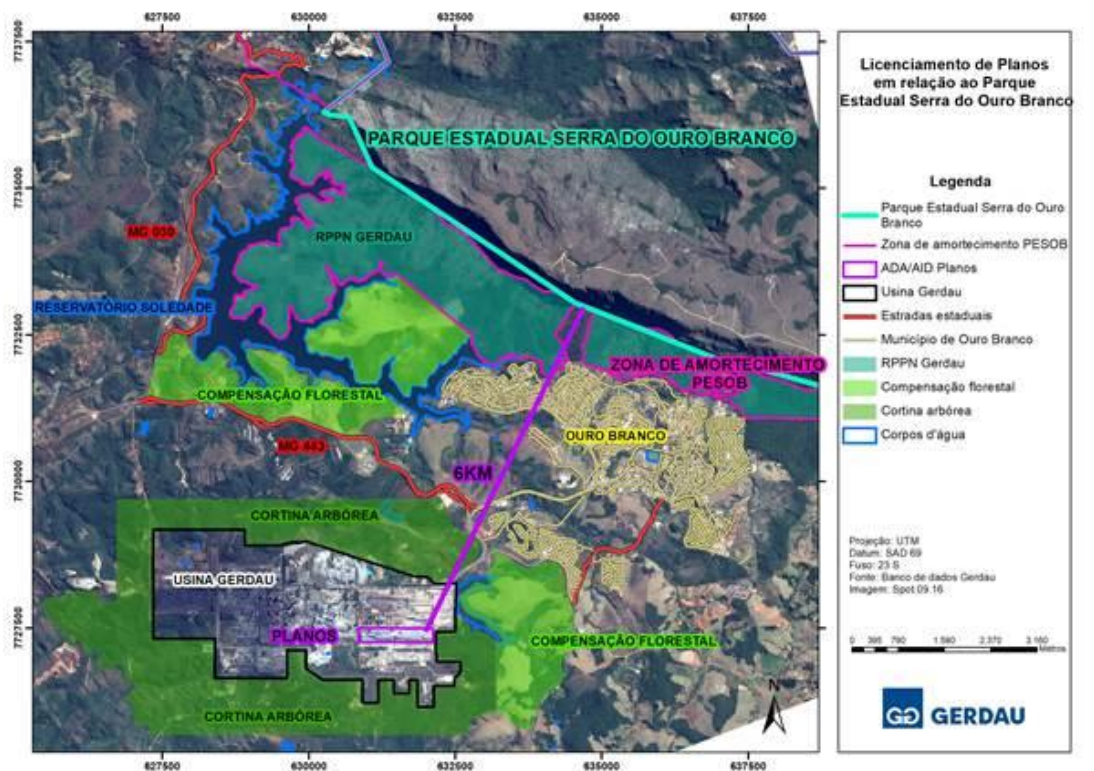 627500 630000 632500 635000 637500
7737500
7735000
7732500
7730000
7727500
PARQUE ESTADUAL SERRA DO OURO BRANCO
RPPN GERDAU
RESERVATÓRIO SOLEDADE
ZONA DE AMORTECIMENTO
PESOB
COMPENSAÇÃO FLORESTAL
OURO BRANCO
MG 443
6KM
CORTINA ARBÓREA
USINA GERDAU
PLANOS
COMPENSAÇÃO FLORESTAL
CORTINA ARBÓREA
N
627500 630000 632500 635000 637500
Licenciamento de Planos
em relação ao Parque
Estadual Serra do Ouro Branco
Legenda
Parque Estadual Serra do Ouro
Branco
Zona de amortecimento PESOB
ADA/AID Planos
Usina Gerdau
Estradas estaduais
Município de Ouro Branco
RPPN Gerdau
Compensação florestal
Cortina arbórea
Corpos d'água
Projeção: UTM
Datum: SAD 69
Fuso: 23 S
Fonte: Banco de dados Gerdau
Imagem: Spot 09.16
0 395 790 1.580 2.370 3.160
Metros
GERDAU